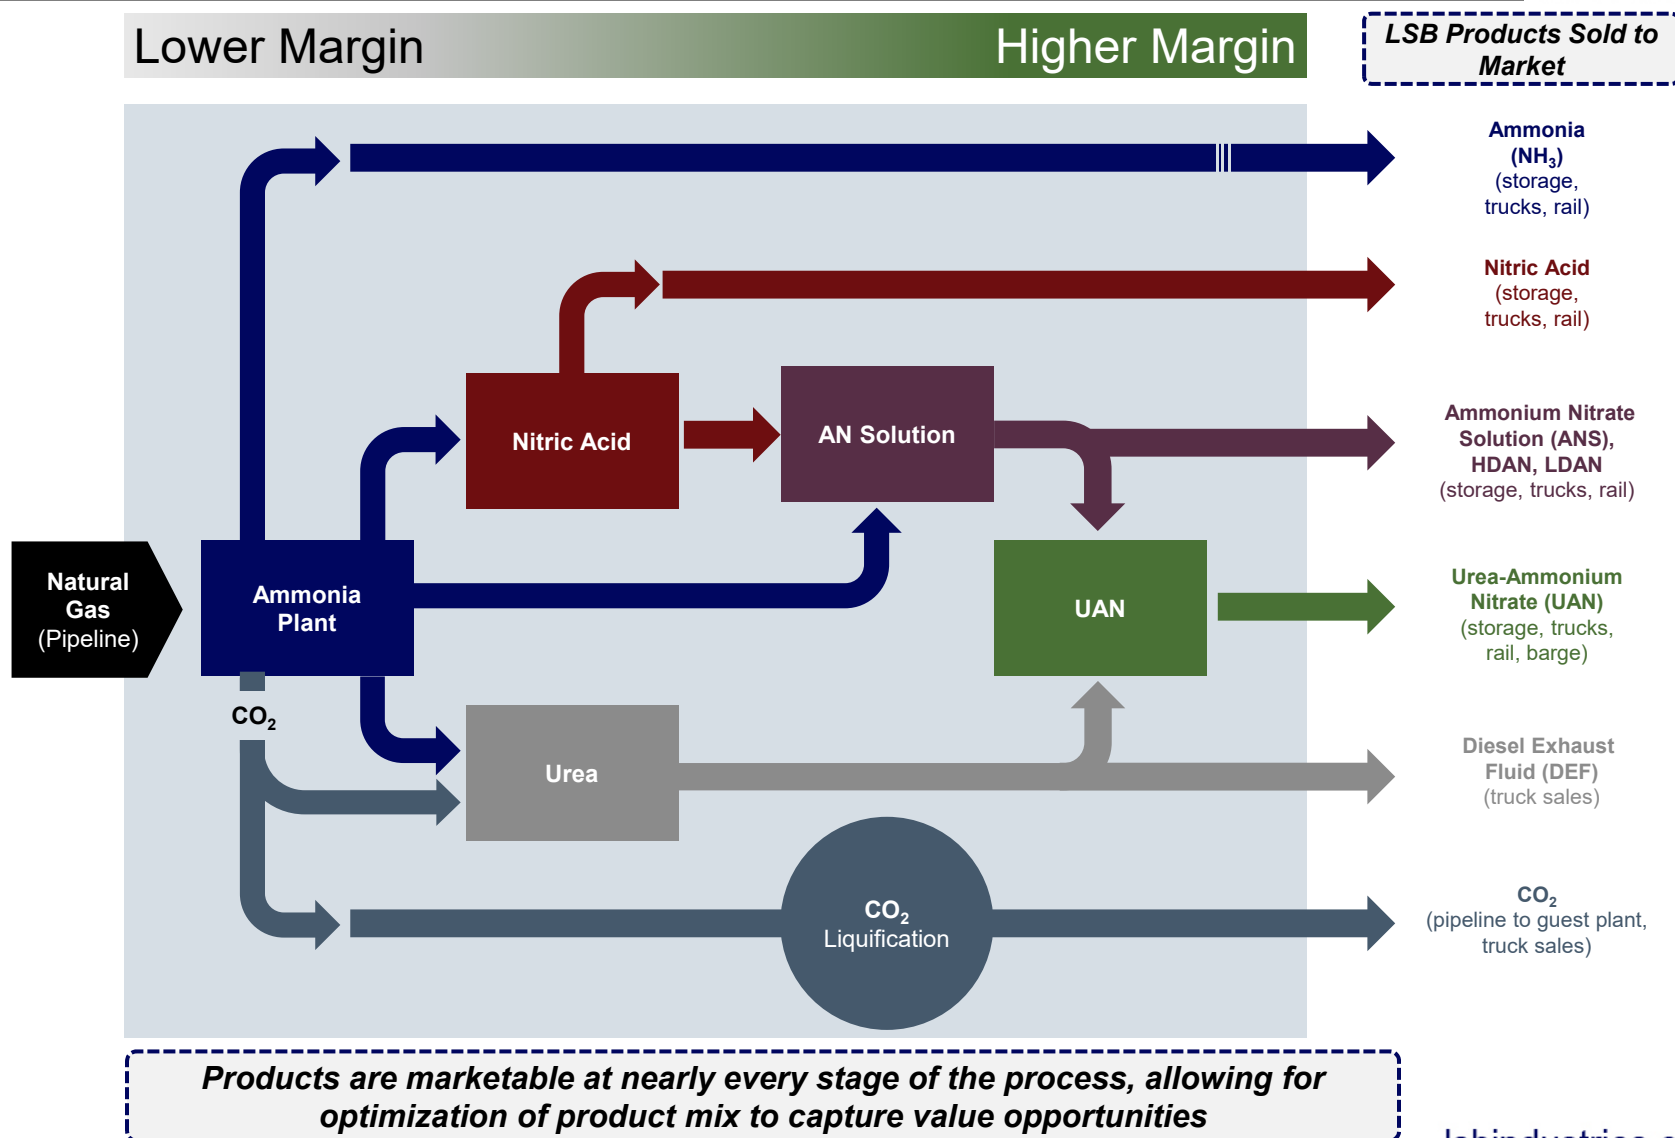 Lower Margin
Higher Margin
LSB Products Sold to
Market
Ammonia
(NH₃)
(storage,
trucks, rail)
Nitric Acid
(storage,
trucks, rail)
Nitric Acid
AN Solution
Ammonium Nitrate
Solution (ANS),
HDAN, LDAN
(storage, trucks, rail)
Natural
Gas
(Pipeline)
Ammonia
Plant
UAN
Urea-Ammonium
Nitrate (UAN)
(storage, trucks,
rail, barge)
CO₂
Urea
Diesel Exhaust
Fluid (DEF)
(truck sales)
CO₂
Liquification
CO₂
(pipeline to guest plant,
truck sales)
Products are marketable at nearly every stage of the process, allowing for
optimization of product mix to capture value opportunities